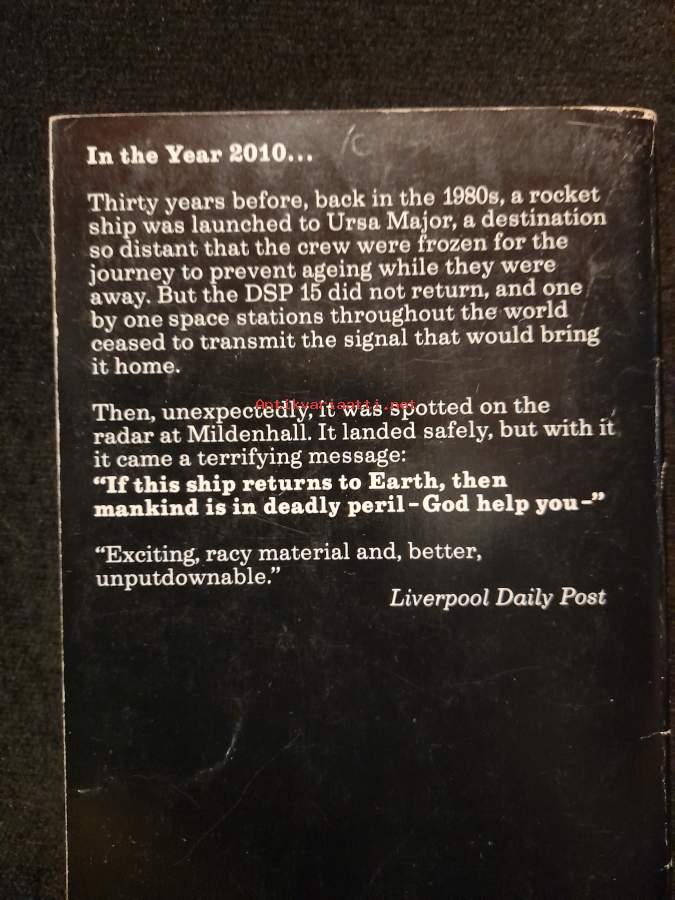 In the Year 2010...
Thirty years before, back in the 1980s, a rocket
ship was launched to Ursa Major, a destination
so distant that the crew were frozen for the
journey to prevent ageing while they were
away. But the DSP 15 did not return, and one
by one space stations throughout the world
ceased to transmit the signal that would bring
it home.
Antikvariaatti.net
Then, unexpectedly, it was spotted on the
radar at Mildenhall. It landed safely, but with it
it came a terrifying message:
“If this ship returns to Earth, then
mankind is in deadly peril – God help you –”
“Exciting, racy material and, better,
unputdownable.”
Liverpool Daily Post